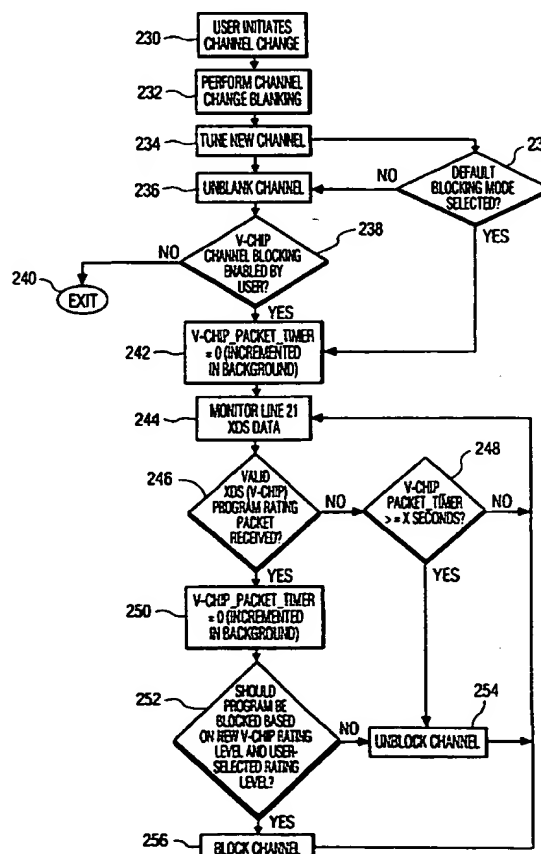 230
USER INITIATES
CHANNEL CHANGE
232
PERFORM CHANNEL
CHANGE BLANKING
234
TUNE NEW CHANNEL
DEFAULT
BLOCKING MODE
SELECTED?
NO
YES
236
UNBLANK CHANNEL
238
V-CHIP
CHANNEL BLOCKING
ENABLED BY
USER?
NO
YES
240
EXIT
242
V-CHIP_PACKET_TIMER
= 0 (INCREMENTED
IN BACKGROUND)
244
MONITOR LINE 21
XDS DATA
246
VALID
XDS (V-CHIP)
PROGRAM RATING
PACKET
RECEIVED?
NO
YES
248
V-CHIP
PACKET_TIMER
>= X SECONDS?
NO
YES
250
V-CHIP_PACKET_TIMER
= 0 (INCREMENTED
IN BACKGROUND)
252
SHOULD
PROGRAM BE
BLOCKED BASED
ON NEW V-CHIP RATING
LEVEL AND USER-
SELECTED RATING
LEVEL?
NO
YES
254
UNBLOCK CHANNEL
256
BLOCK CHANNEL